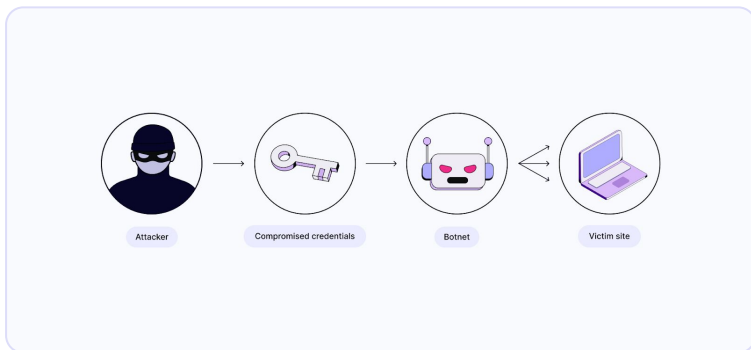 Attacker
Compromised credentials
Botnet
Victim site